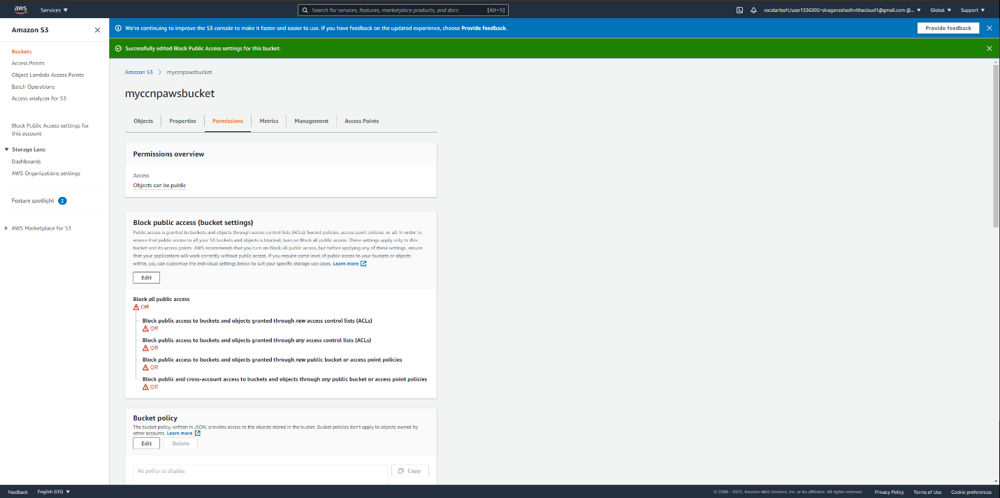 aws
Services
Search for services, features, marketplace products, and docs [Alt+S]
vocstartsoft/user1336305=sivaganeshadhvithacloud1@gmail.com @...
Global
Support
Amazon S3
Buckets
Access Points
Object Lambda Access Points
Batch Operations
Access analyzer for S3
Block Public Access settings for
this account
Storage Lens
Dashboards
AWS Organizations settings
Feature spotlight 2
AWS Marketplace for S3
We're continuing to improve the S3 console to make it faster and easier to use. If you have feedback on the updated experience, choose Provide feedback.
Provide feedback
Successfully edited Block Public Access settings for this bucket.
Amazon S3 > myccnpawsbucket
myccnpawsbucket
Objects Properties Permissions Metrics Management Access Points
Permissions overview
Access
Objects can be public
Block public access (bucket settings)
Public access is granted to buckets and objects through access control lists (ACLs), bucket policies, access point policies, or all. In order to
ensure that public access to all your S3 buckets and objects is blocked, turn on Block all public access. These settings apply only to this
bucket and its access points. AWS recommends that you turn on Block all public access, but before applying any of these settings, ensure
that your applications will work correctly without public access. If you require some level of public access to your buckets or objects
within, you can customize the individual settings below to suit your specific storage use cases. Learn more
Edit
Block all public access
Off
Block public access to buckets and objects granted through new access control lists (ACLs)
Off
Block public access to buckets and objects granted through any access control lists (ACLs)
Off
Block public access to buckets and objects granted through new public bucket or access point policies
Off
Block public and cross-account access to buckets and objects through any public bucket or access point policies
Off
Bucket policy
The bucket policy, written in JSON, provides access to the objects stored in the bucket. Bucket policies don't apply to objects owned by
other accounts. Learn more
Edit Delete
No policy to display.
Copy
Feedback English (US)
© 2008 - 2021, Amazon Web Services, Inc. or its affiliates. All rights reserved. Privacy Policy Terms of Use Cookie preferences